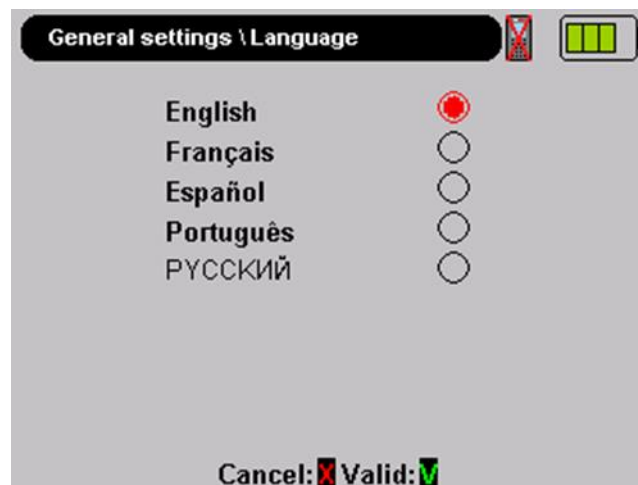 General settings \ Language
English
Français
Español
Português
РУССКИЙ
Cancel: X Valid: V